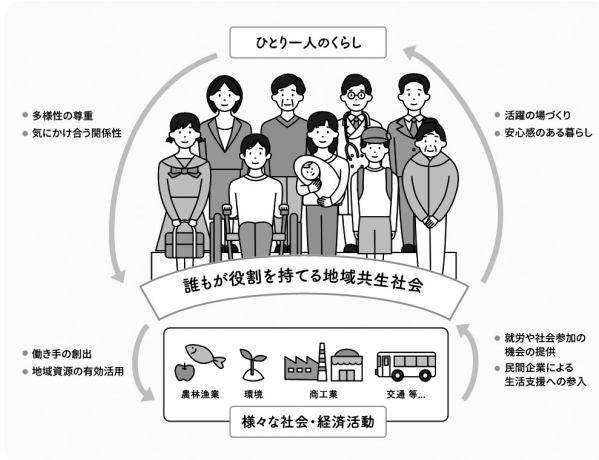 ひとり一人のくらし
● 多様性の尊重
● 気にかけ合う関係性
● 活躍の場づくり
● 安心感のある暮らし
誰もが役割を持てる地域共生社会
● 働き手の創出
● 地域資源の有効活用
● 就労や社会参加の
機会の提供
● 民間企業による
生活支援への参入
農林漁業 環境 商工業 交通 等...
様々な社会・経済活動